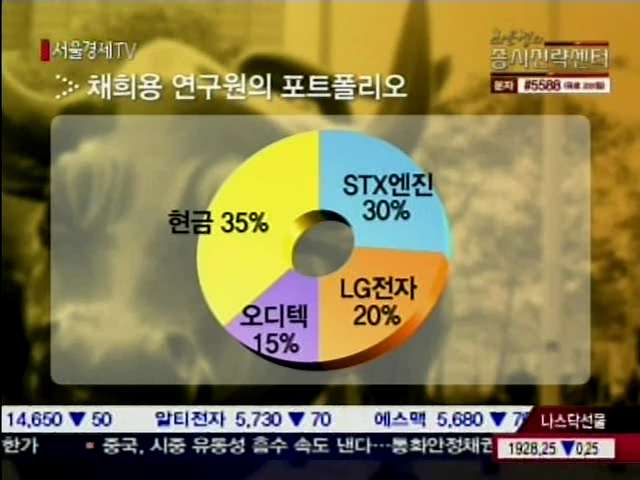 서울경제TV
증시전략센터
채희용 연구원의 포트폴리오
문자 #5588
STX엔진
30%
현금 35%
LG전자
20%
오디텍
15%
14,650 ▼ 50 알티전자 5,730 ▼ 70 에스맥 5,680 ▼
나스닥선물
한가 ▪ 중국, 시중 유동성 흡수 속도 낸다…통화안정채권
1928,25 ▼0,25